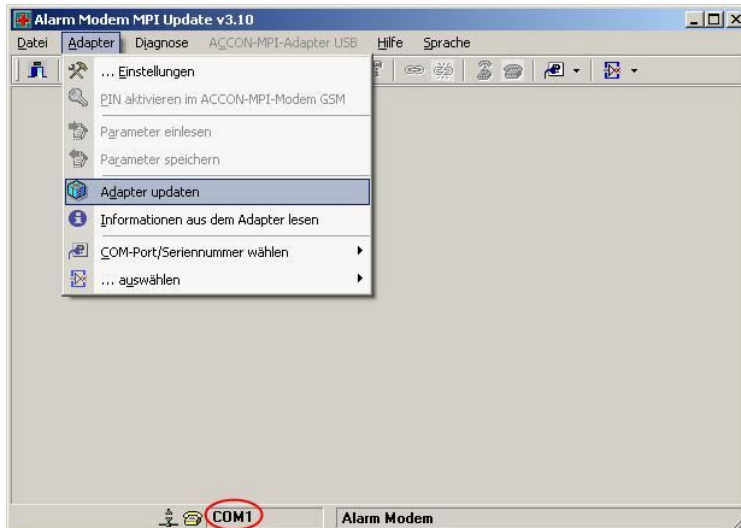 Alarm Modem MPI Update v3.10
Datei Adapter Diagnose ACCON-MPI-Adapter USB Hilfe Sprache
... Einstellungen
PIN aktivieren im ACCON-MPI-Modem GSM
Parameter einlesen
Parameter speichern
Adapter updaten
Informationen aus dem Adapter lesen
COM-Port/Seriennummer wählen
... auswählen
COM1 Alarm Modem